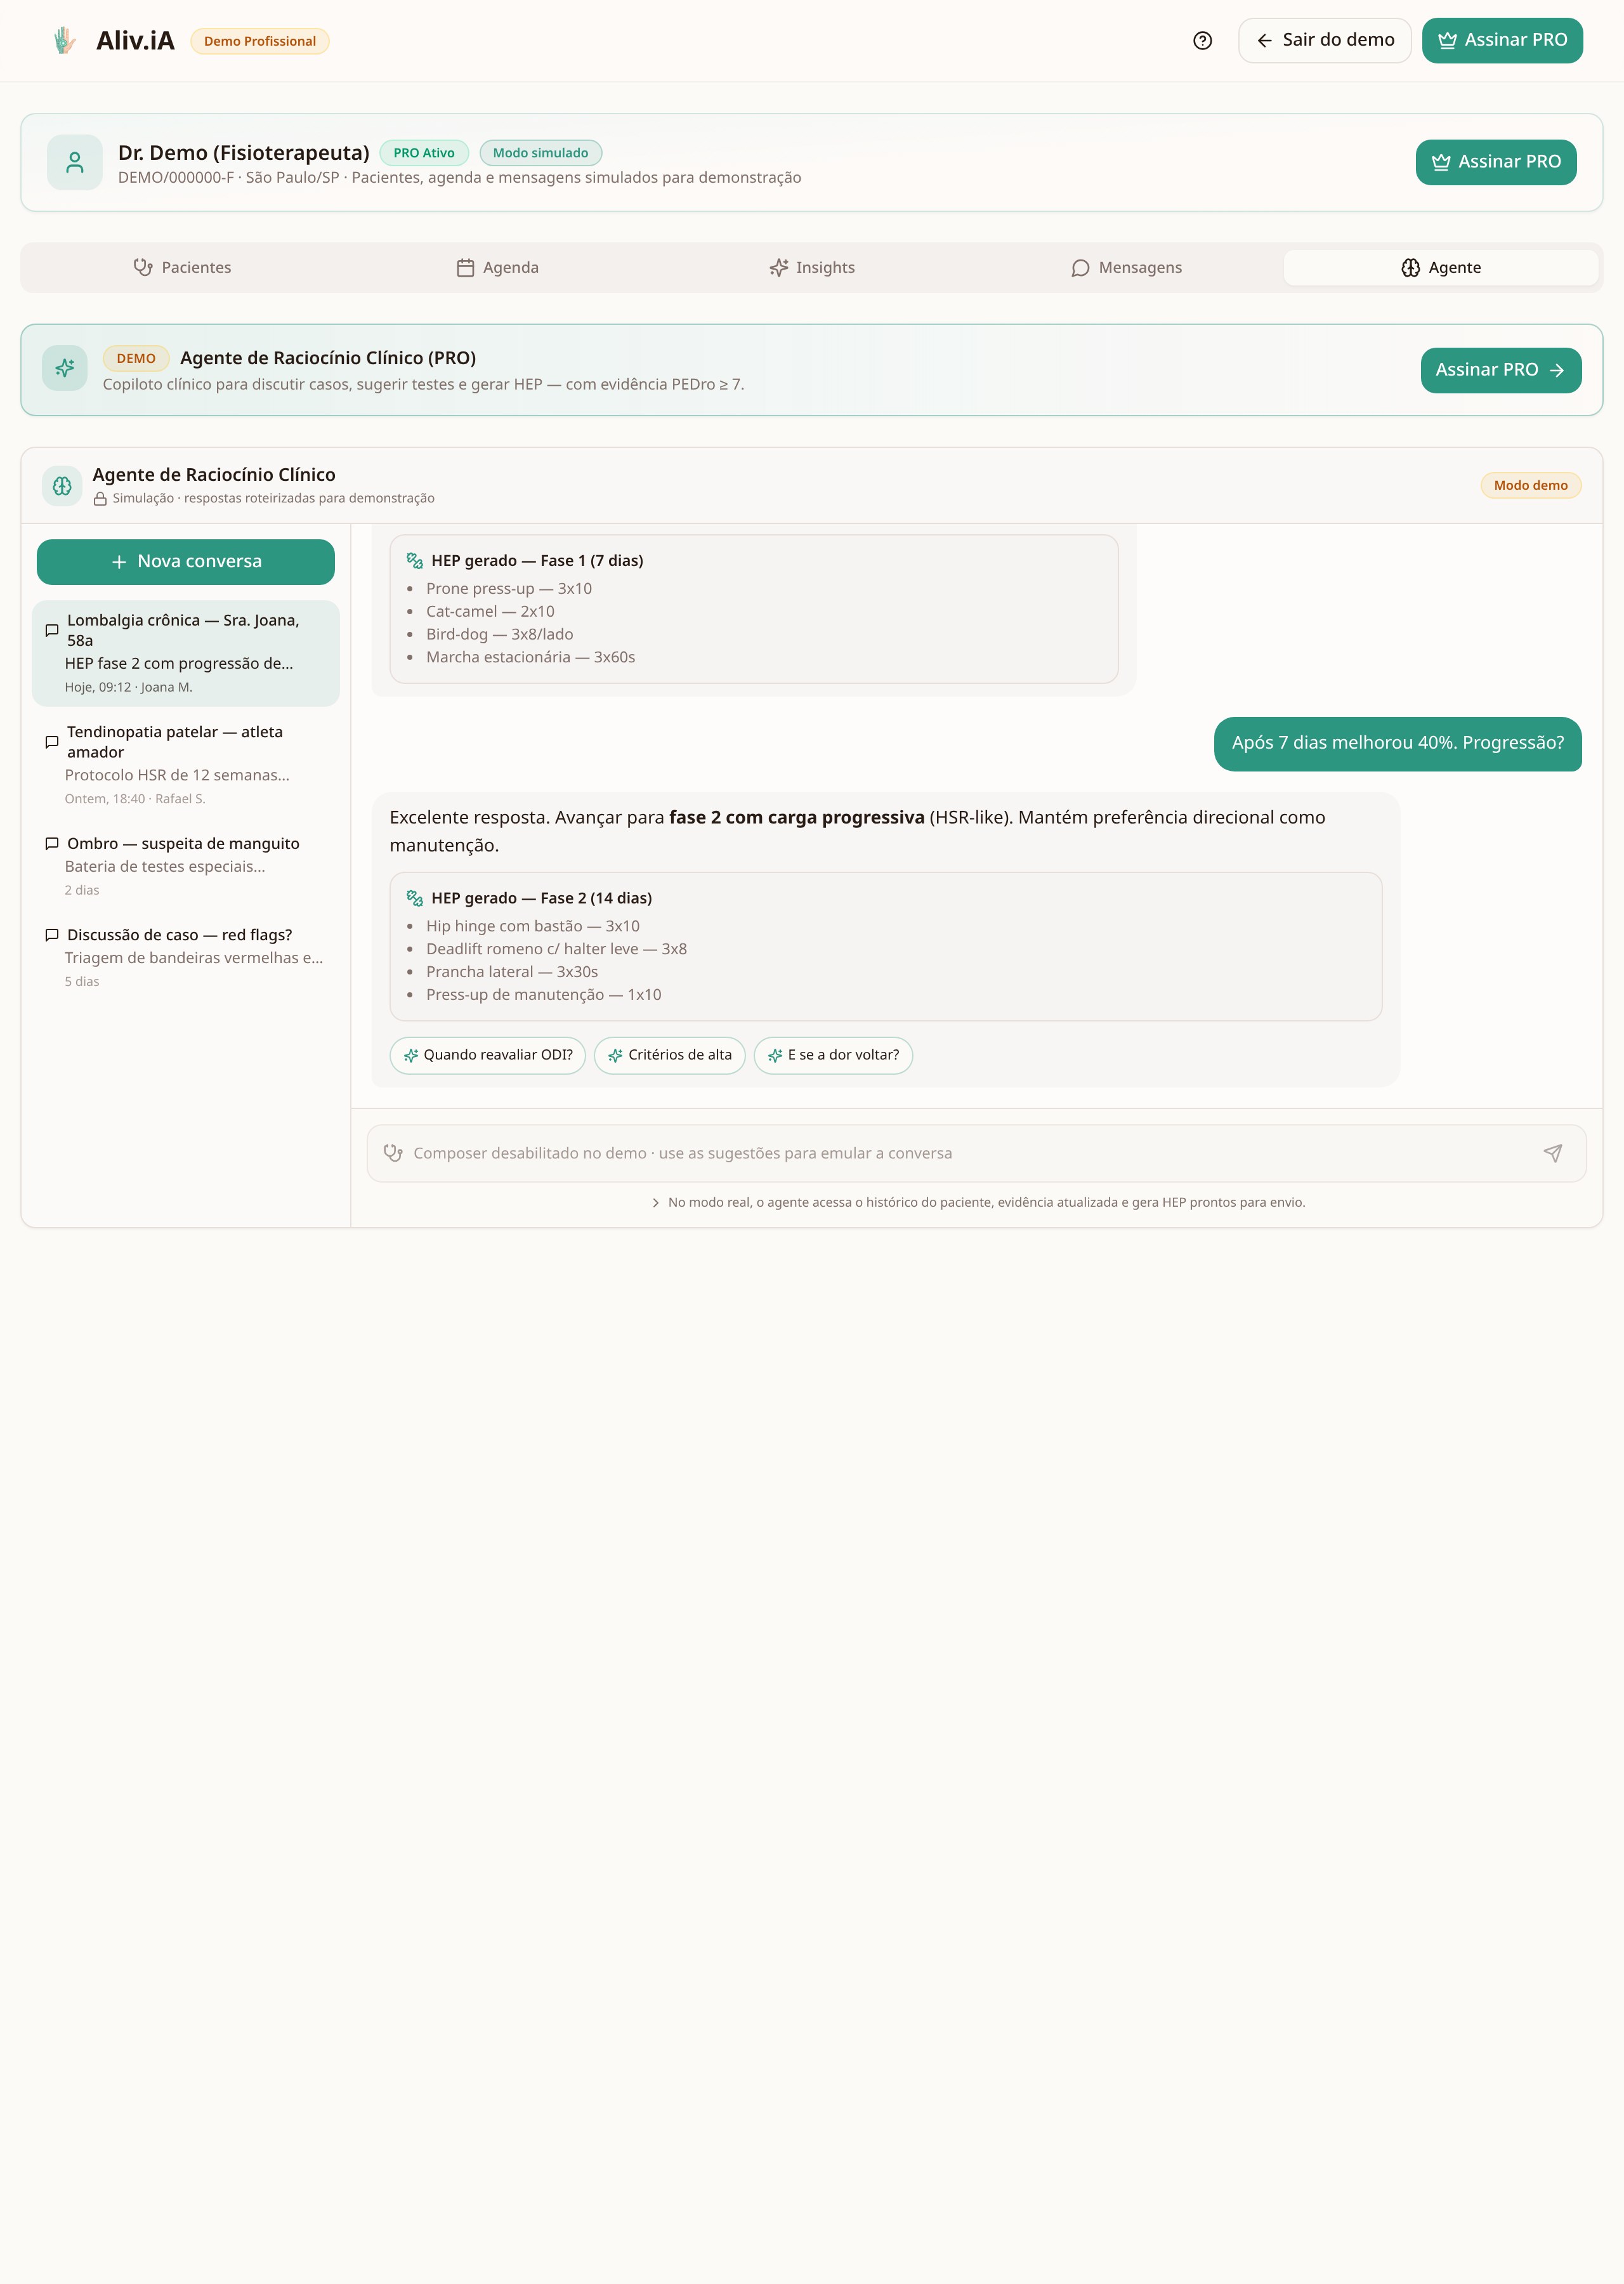 Aliv.iA
Demo Profissional
Sair do demo
Assinar PRO
Dr. Demo (Fisioterapeuta)
PRO Ativo
Modo simulado
DEMO/000000-F · São Paulo/SP · Pacientes, agenda e mensagens simulados para demonstração
Assinar PRO
Pacientes
Agenda
Insights
Mensagens
Agente
DEMO
Agente de Raciocínio Clínico (PRO)
Copiloto clínico para discutir casos, sugerir testes e gerar HEP — com evidência PEDro ≥ 7.
Assinar PRO
Agente de Raciocínio Clínico
Simulação · respostas roteirizadas para demonstração
Modo demo
Nova conversa
Lombalgia crônica — Sra. Joana,
58a
HEP fase 2 com progressão de...
Hoje, 09:12 · Joana M.
Tendinopatia patelar — atleta
amador
Protocolo HSR de 12 semanas...
Ontem, 18:40 · Rafael S.
Ombro — suspeita de manguito
Bateria de testes especiais...
2 dias
Discussão de caso — red flags?
Triagem de bandeiras vermelhas e...
5 dias
HEP gerado — Fase 1 (7 dias)
• Prone press-up — 3x10
• Cat-camel — 2x10
• Bird-dog — 3x8/lado
• Marcha estacionária — 3x60s
Após 7 dias melhorou 40%. Progressão?
Excelente resposta. Avançar para fase 2 com carga progressiva (HSR-like). Mantém preferência direcional como
manutenção.
HEP gerado — Fase 2 (14 dias)
• Hip hinge com bastão — 3x10
• Deadlift romeno c/ halter leve — 3x8
• Prancha lateral — 3x30s
• Press-up de manutenção — 1x10
Quando reavaliar ODI?
Critérios de alta
E se a dor voltar?
Composer desabilitado no demo · use as sugestões para emular a conversa
No modo real, o agente acessa o histórico do paciente, evidência atualizada e gera HEP prontos para envio.